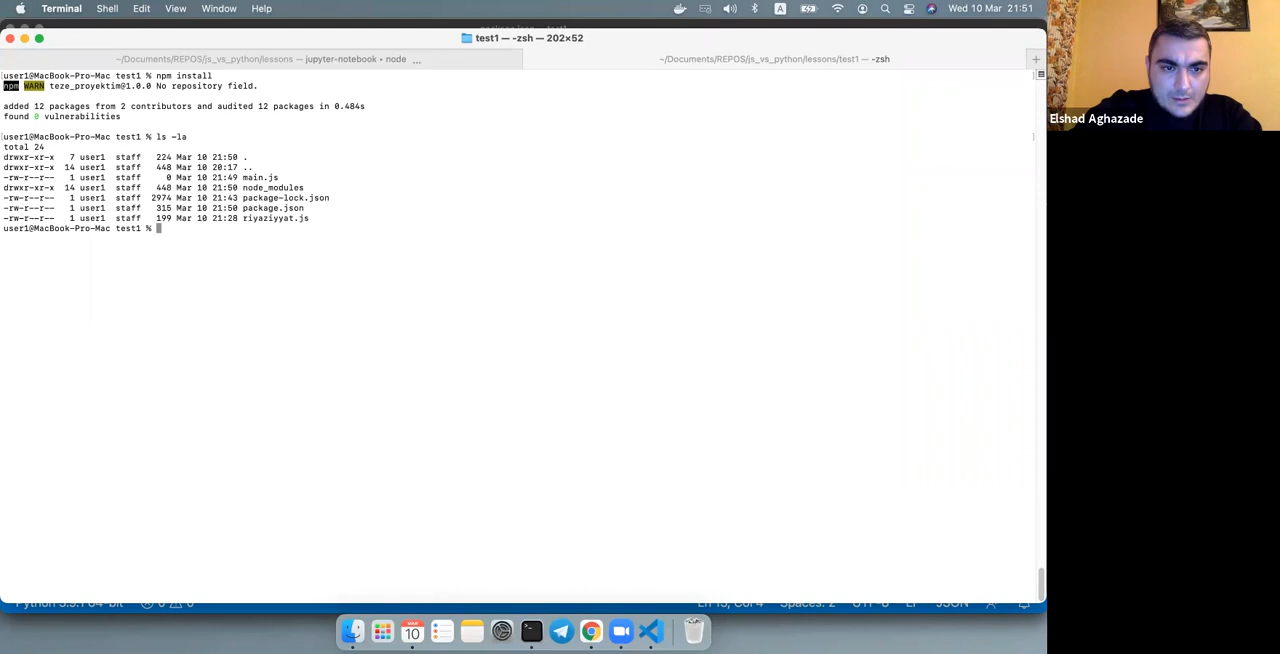 Terminal Shell Edit View Window Help A Wed 10 Mar 21:51
test1 — -zsh — 202×52
~/Documents/REPOS/js_vs_python/lessons — jupyter-notebook ▸ node ...
~/Documents/REPOS/js_vs_python/lessons/test1 — -zsh
+
[user1@MacBook-Pro-Mac test1 % npm install ]
npm WARN teze_proyektim@1.0.0 No repository field.
added 12 packages from 2 contributors and audited 12 packages in 0.484s
found 0 vulnerabilities
[user1@MacBook-Pro-Mac test1 % ls -la ]
total 24
drwxr-xr-x 7 user1 staff 224 Mar 10 21:50 .
drwxr-xr-x 14 user1 staff 448 Mar 10 20:17 ..
-rw-r--r-- 1 user1 staff 0 Mar 10 21:49 main.js
drwxr-xr-x 14 user1 staff 448 Mar 10 21:50 node_modules
-rw-r--r-- 1 user1 staff 2974 Mar 10 21:43 package-lock.json
-rw-r--r-- 1 user1 staff 315 Mar 10 21:50 package.json
-rw-r--r-- 1 user1 staff 199 Mar 10 21:28 riyaziyyat.js
user1@MacBook-Pro-Mac test1 %
Elshad Aghazade
MAR
10